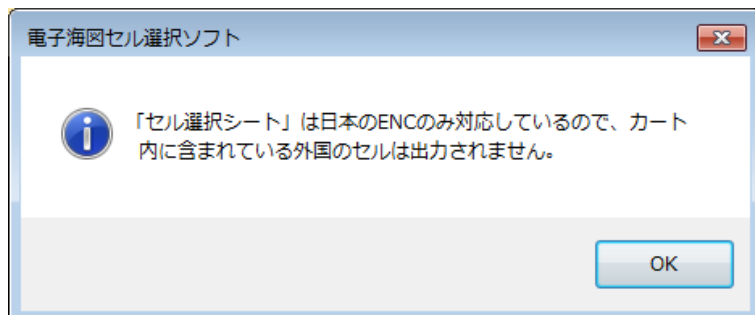 電子海図セル選択ソフト
「セル選択シート」は日本のENCのみ対応しているので、カート
内に含まれている外国のセルは出力されません。
OK